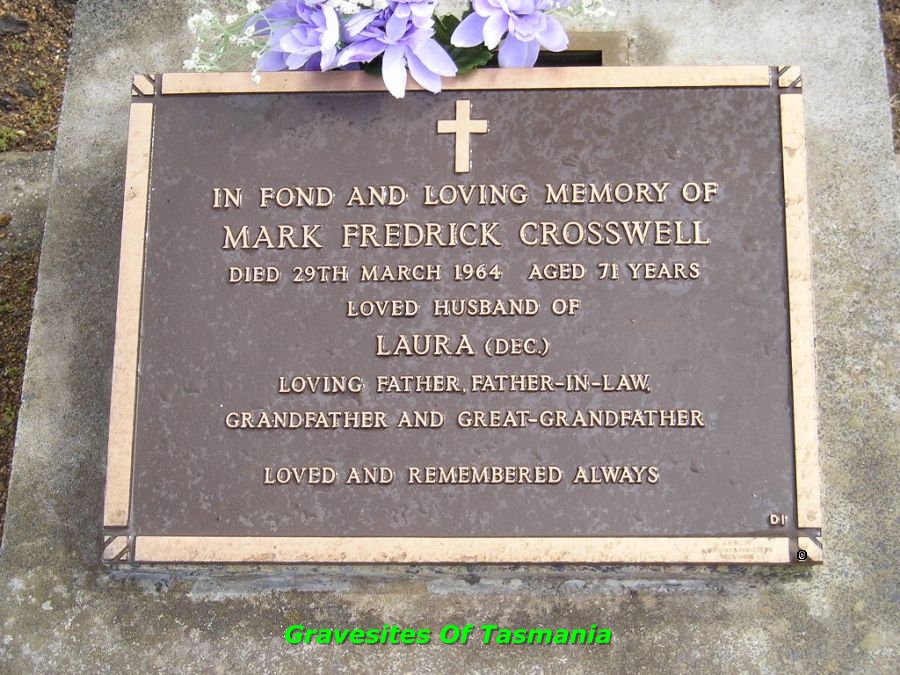 IN FOND AND LOVING MEMORY OF
MARK FREDRICK CROSSWELL
DIED 29TH MARCH 1964 AGED 71 YEARS
LOVED HUSBAND OF
LAURA (DEC.)
LOVING FATHER, FATHER-IN-LAW,
GRANDFATHER AND GREAT-GRANDFATHER
LOVED AND REMEMBERED ALWAYS
D1
©
Gravesites Of Tasmania